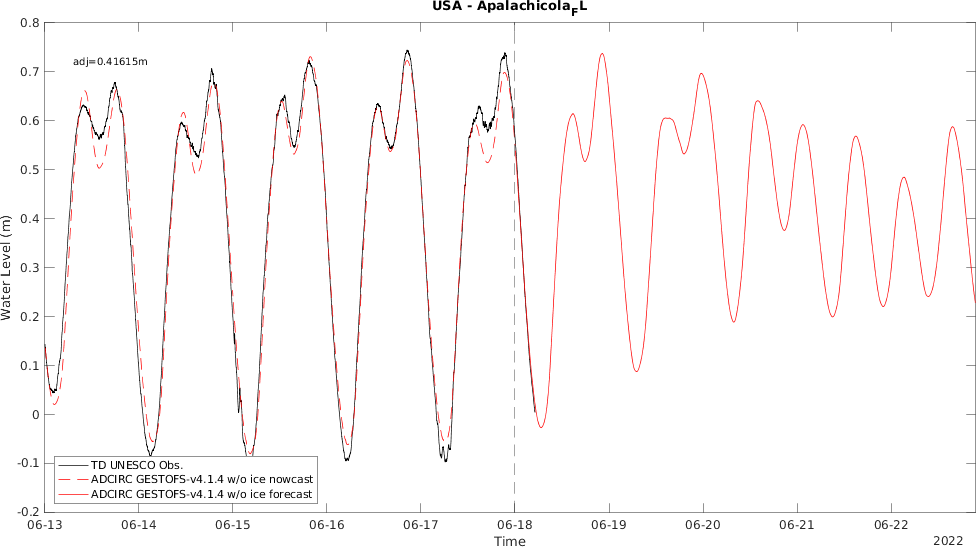 USA - Apalachicola_FL
adj=0.41615m
Water Level (m)
0.8
0.7
0.6
0.5
0.4
0.3
0.2
0.1
0
-0.1
-0.2
TD UNESCO Obs.
ADCIRC GESTOFS-v4.1.4 w/o ice nowcast
ADCIRC GESTOFS-v4.1.4 w/o ice forecast
06-13 06-14 06-15 06-16 06-17 06-18 06-19 06-20 06-21 06-22
Time
2022